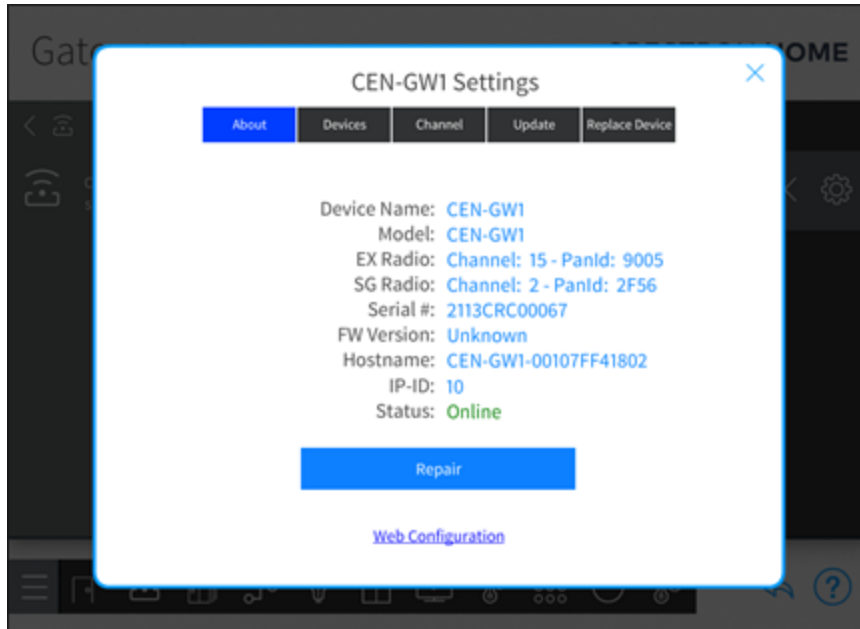 CEN-GW1 Settings
About Devices Channel Update Replace Device
Device Name: CEN-GW1
Model: CEN-GW1
EX Radio: Channel: 15 - PanId: 9005
SG Radio: Channel: 2 - PanId: 2F56
Serial #: 2113CRC00067
FW Version: Unknown
Hostname: CEN-GW1-00107FF41802
IP-ID: 10
Status: Online
Repair
Web Configuration